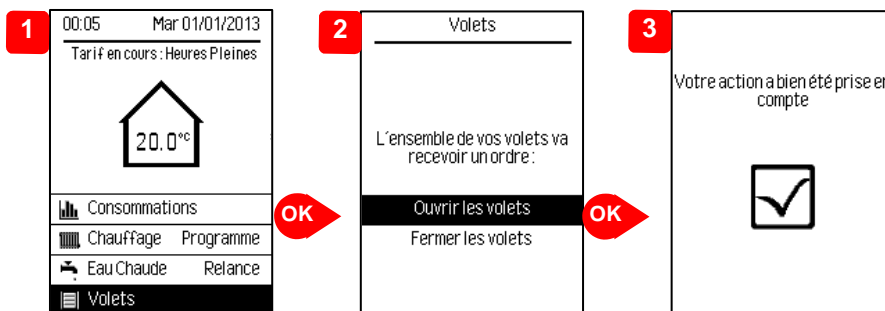 1
00:05 Mar 01/01/2013
Tarif en cours : Heures Pleines
20.0°c
Consommations
Chauffage Programme
Eau Chaude Relance
Volets
OK
2
Volets
L'ensemble de vos volets va
recevoir un ordre :
Ouvrir les volets
Fermer les volets
OK
3
Votre action a bien été prise en
compte